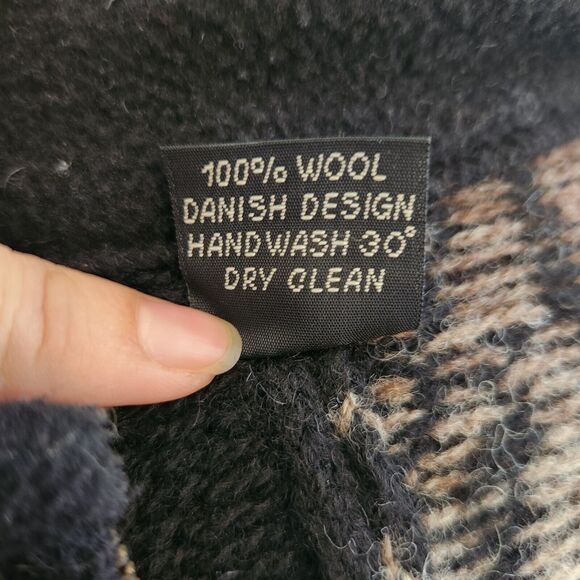 100% WOOL
DANISH DESIGN
HANDWASH 30°
DRY CLEAN